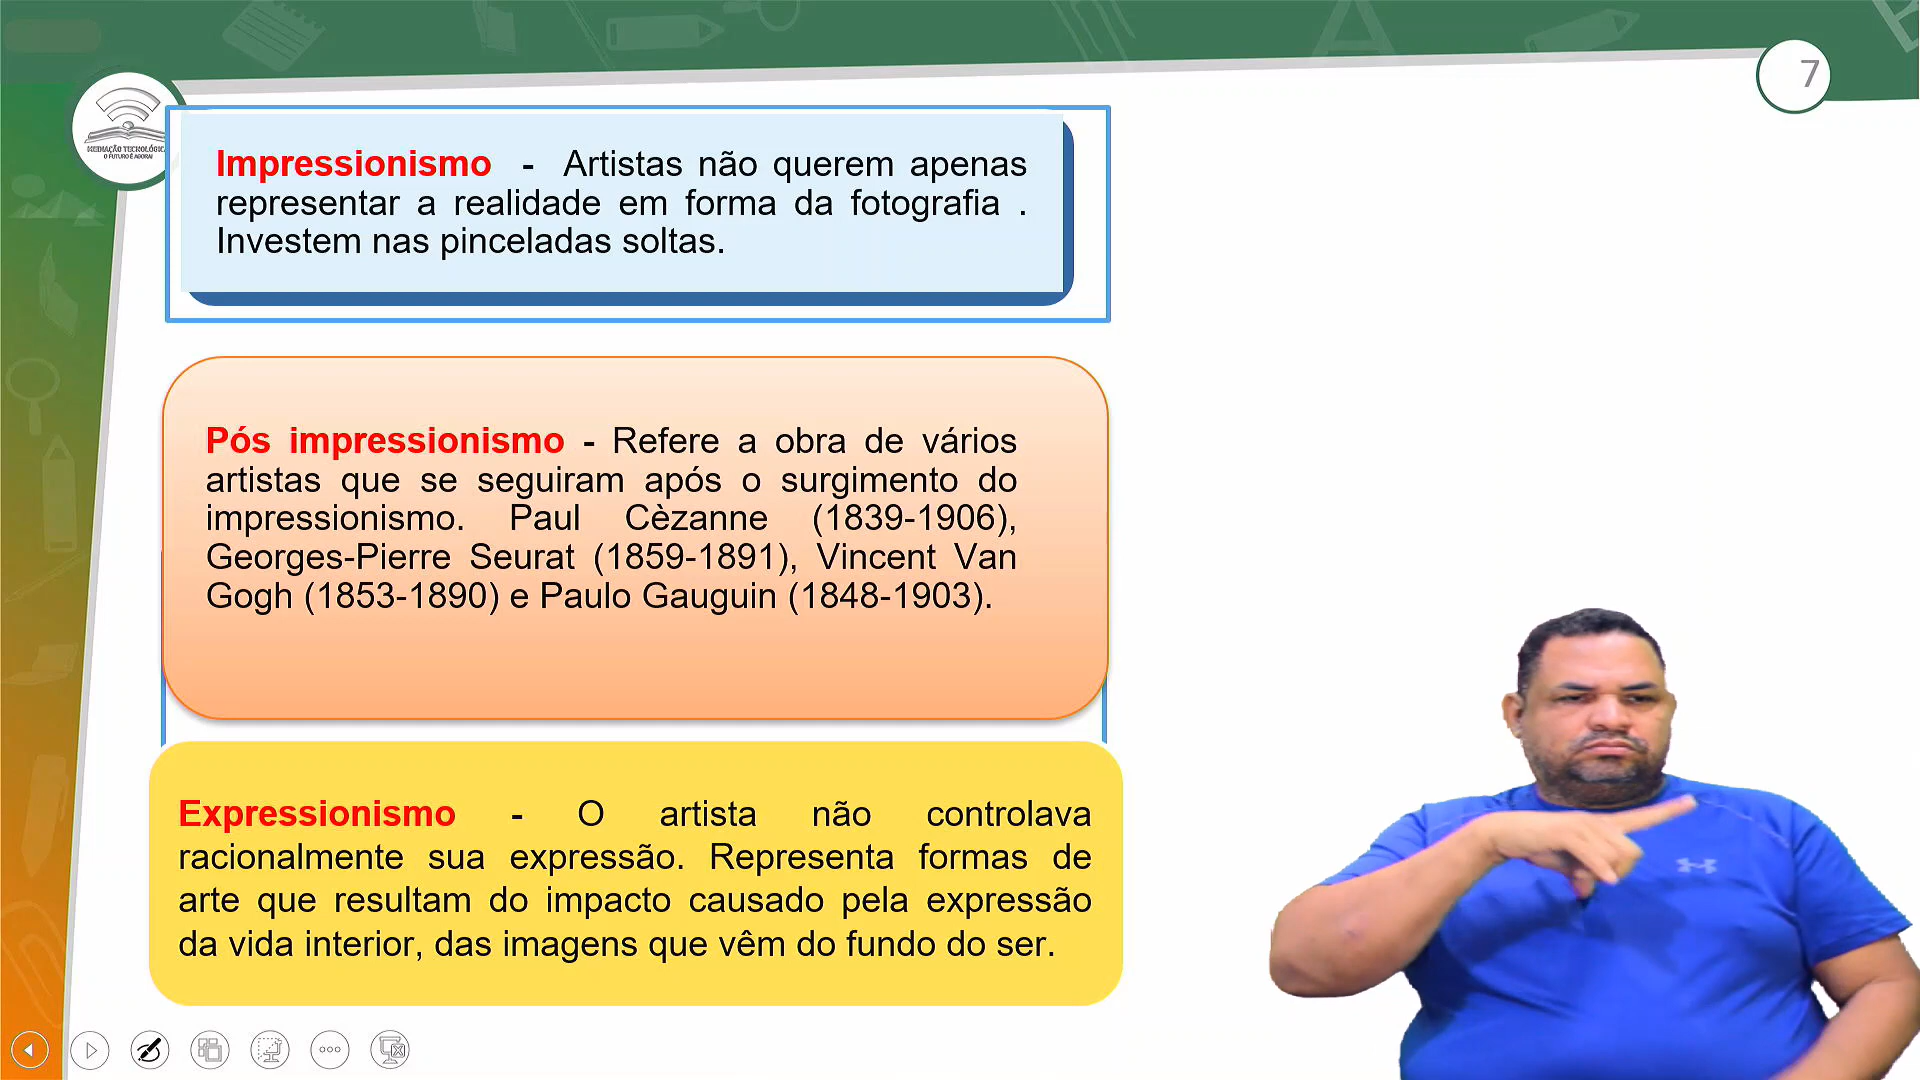 7
MEDIAÇÃO TECNOLÓGICA
O FUTURO É AGORA!
Impressionismo - Artistas não querem apenas
representar a realidade em forma da fotografia .
Investem nas pinceladas soltas.
Pós impressionismo - Refere a obra de vários
artistas que se seguiram após o surgimento do
impressionismo. Paul Cèzanne (1839-1906),
Georges-Pierre Seurat (1859-1891), Vincent Van
Gogh (1853-1890) e Paulo Gauguin (1848-1903).
Expressionismo - O artista não controlava
racionalmente sua expressão. Representa formas de
arte que resultam do impacto causado pela expressão
da vida interior, das imagens que vêm do fundo do ser.